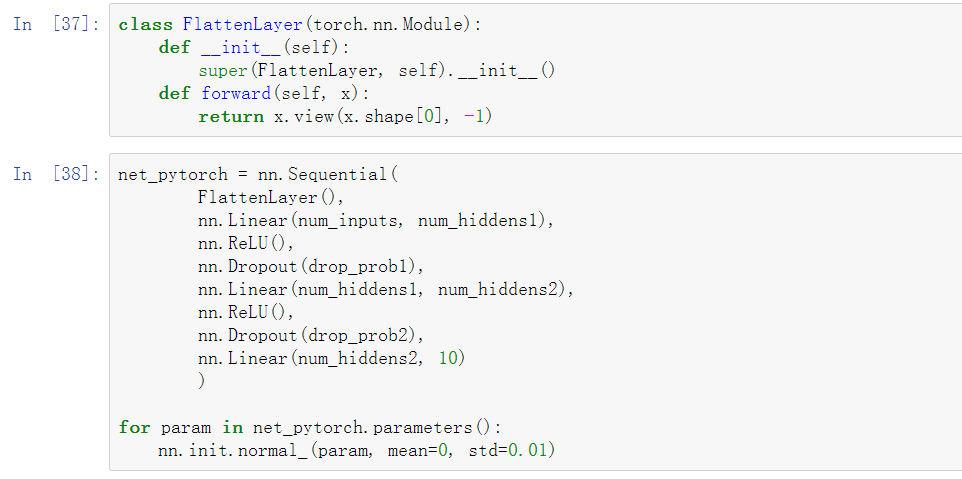 In [37]: class FlattenLayer(torch.nn.Module):
    def __init__(self):
        super(FlattenLayer, self).__init__()
    def forward(self, x):
        return x.view(x.shape[0], -1)
In [38]: net_pytorch = nn.Sequential(
        FlattenLayer(),
        nn.Linear(num_inputs, num_hiddens1),
        nn.ReLU(),
        nn.Dropout(drop_prob1),
        nn.Linear(num_hiddens1, num_hiddens2),
        nn.ReLU(),
        nn.Dropout(drop_prob2),
        nn.Linear(num_hiddens2, 10)
        )
for param in net_pytorch.parameters():
    nn.init.normal_(param, mean=0, std=0.01)